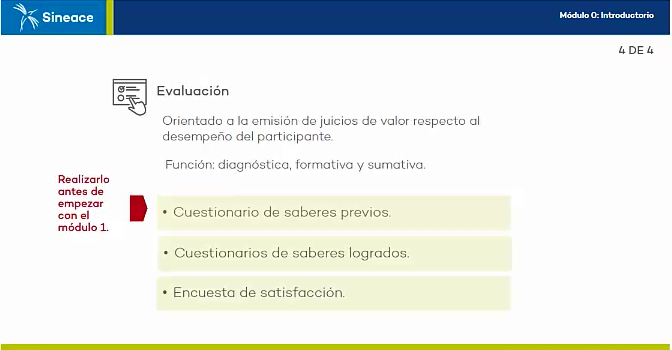 Sineace
Módulo 0: Introductorio
4 DE 4
Evaluación
Orientado a la emisión de juicios de valor respecto al
desempeño del participante.
Función: diagnóstica, formativa y sumativa.
Realizarlo
antes de
empezar
con el
módulo 1.
• Cuestionario de saberes previos.
• Cuestionarios de saberes logrados.
• Encuesta de satisfacción.